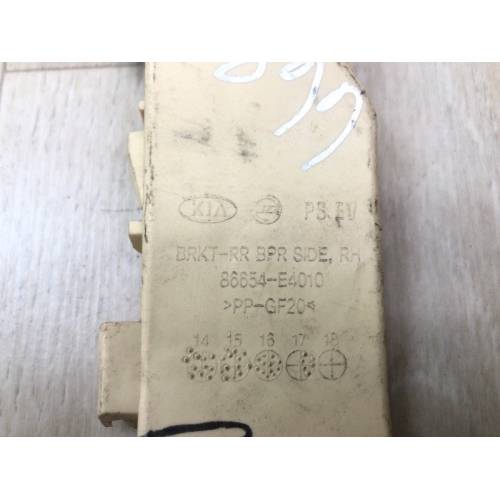 KIA PS EV
BRKT-RR BPR SIDE, RH
86654-E4010
>PP-GF20<
14 15 16 17 18